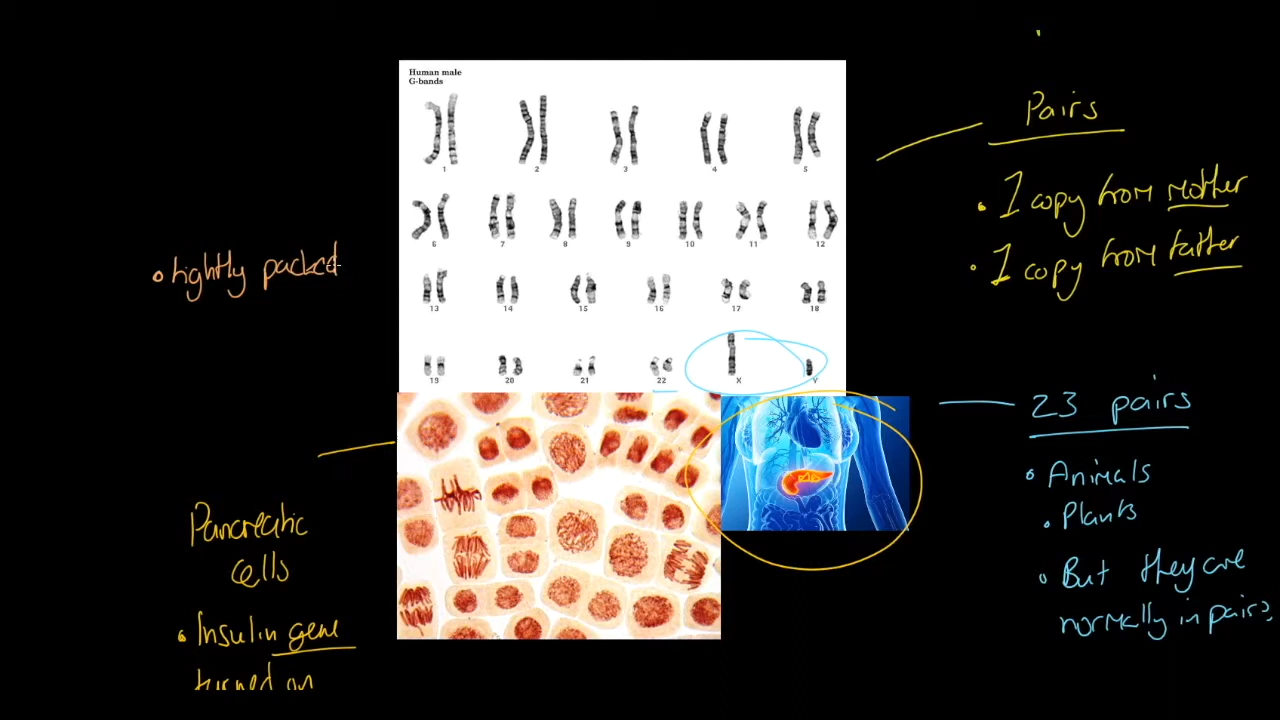 Human male
G-bands
1 2 3 4 5
6 7 8 9 10 11 12
13 14 15 16 17 18
19 20 21 22 X Y
• tightly packed
Pancreatic
cells
• Insulin gene
turned on
Pairs
• 1 copy from mother
• 1 copy from father
23 pairs
• Animals
• Plants
• But they are
normally in pairs